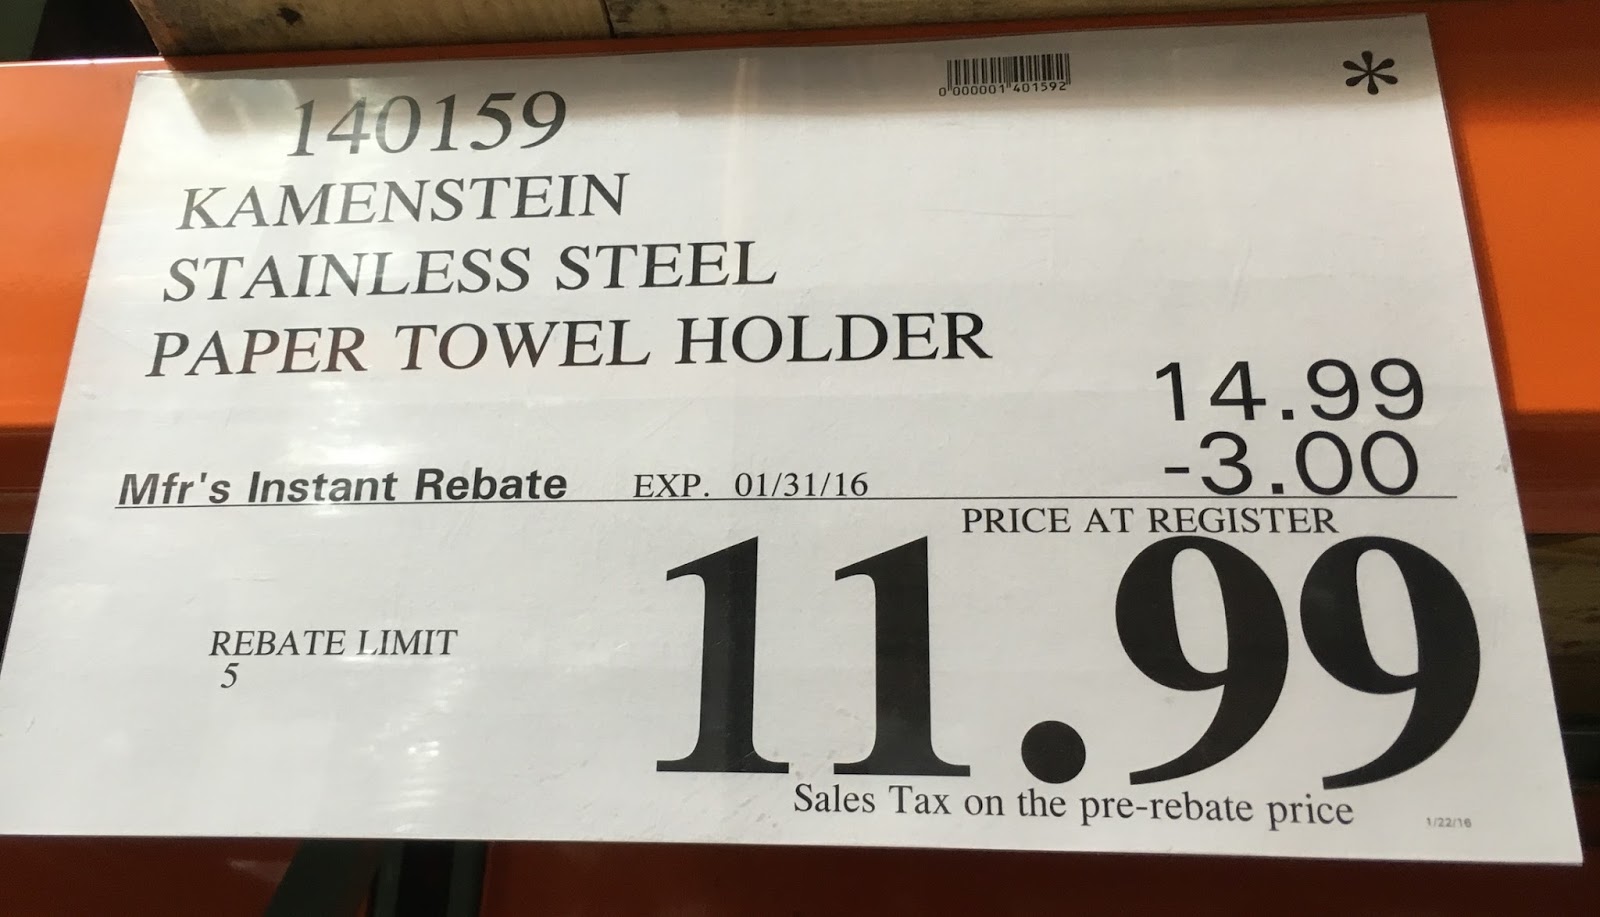 140159
0 000001 401592
*
KAMENSTEIN
STAINLESS STEEL
PAPER TOWEL HOLDER
14.99
Mfr's Instant Rebate EXP. 01/31/16 -3.00
PRICE AT REGISTER
11.99
REBATE LIMIT
5
Sales Tax on the pre-rebate price
1/22/16